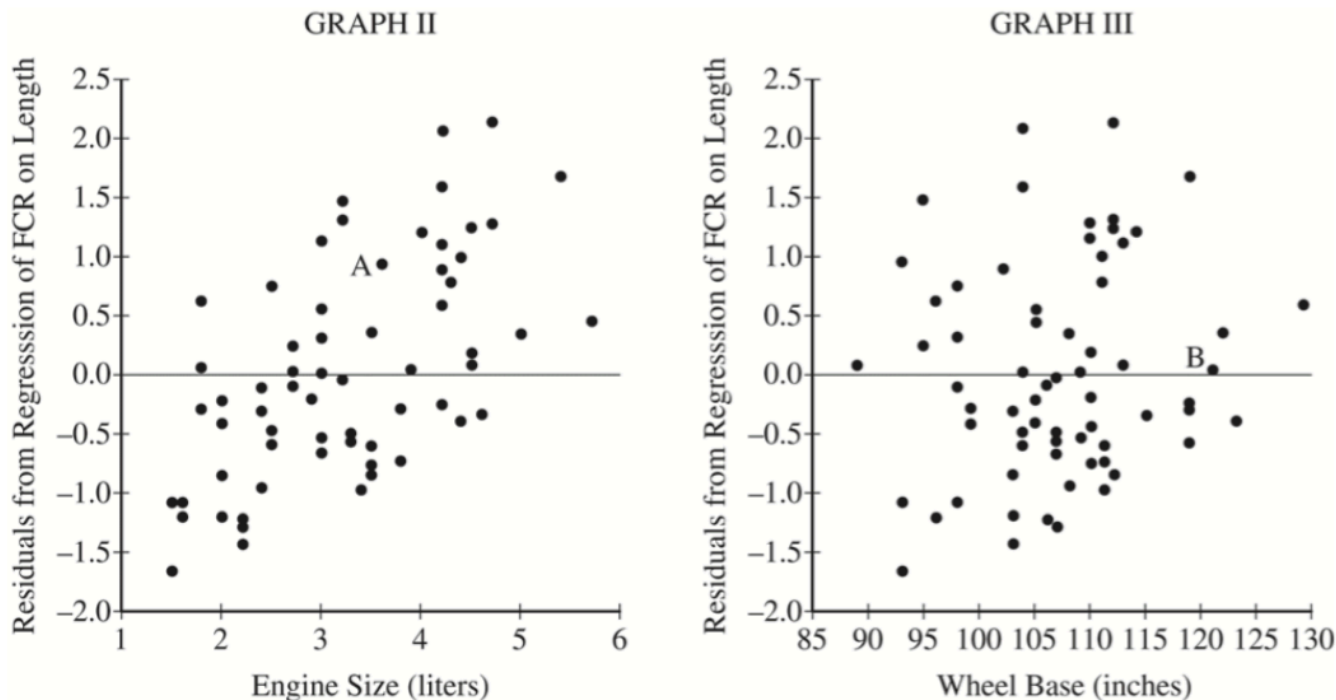 GRAPH II
Residuals from Regresssion of FCR on Length
2.5
2.0
1.5
1.0
0.5
0.0
–0.5
–1.0
–1.5
–2.0
A
1 2 3 4 5 6
Engine Size (liters)
GRAPH III
Residuals from Regresssion of FCR on Length
2.5
2.0
1.5
1.0
0.5
0.0
–0.5
–1.0
–1.5
–2.0
B
85 90 95 100 105 110 115 120 125 130
Wheel Base (inches)